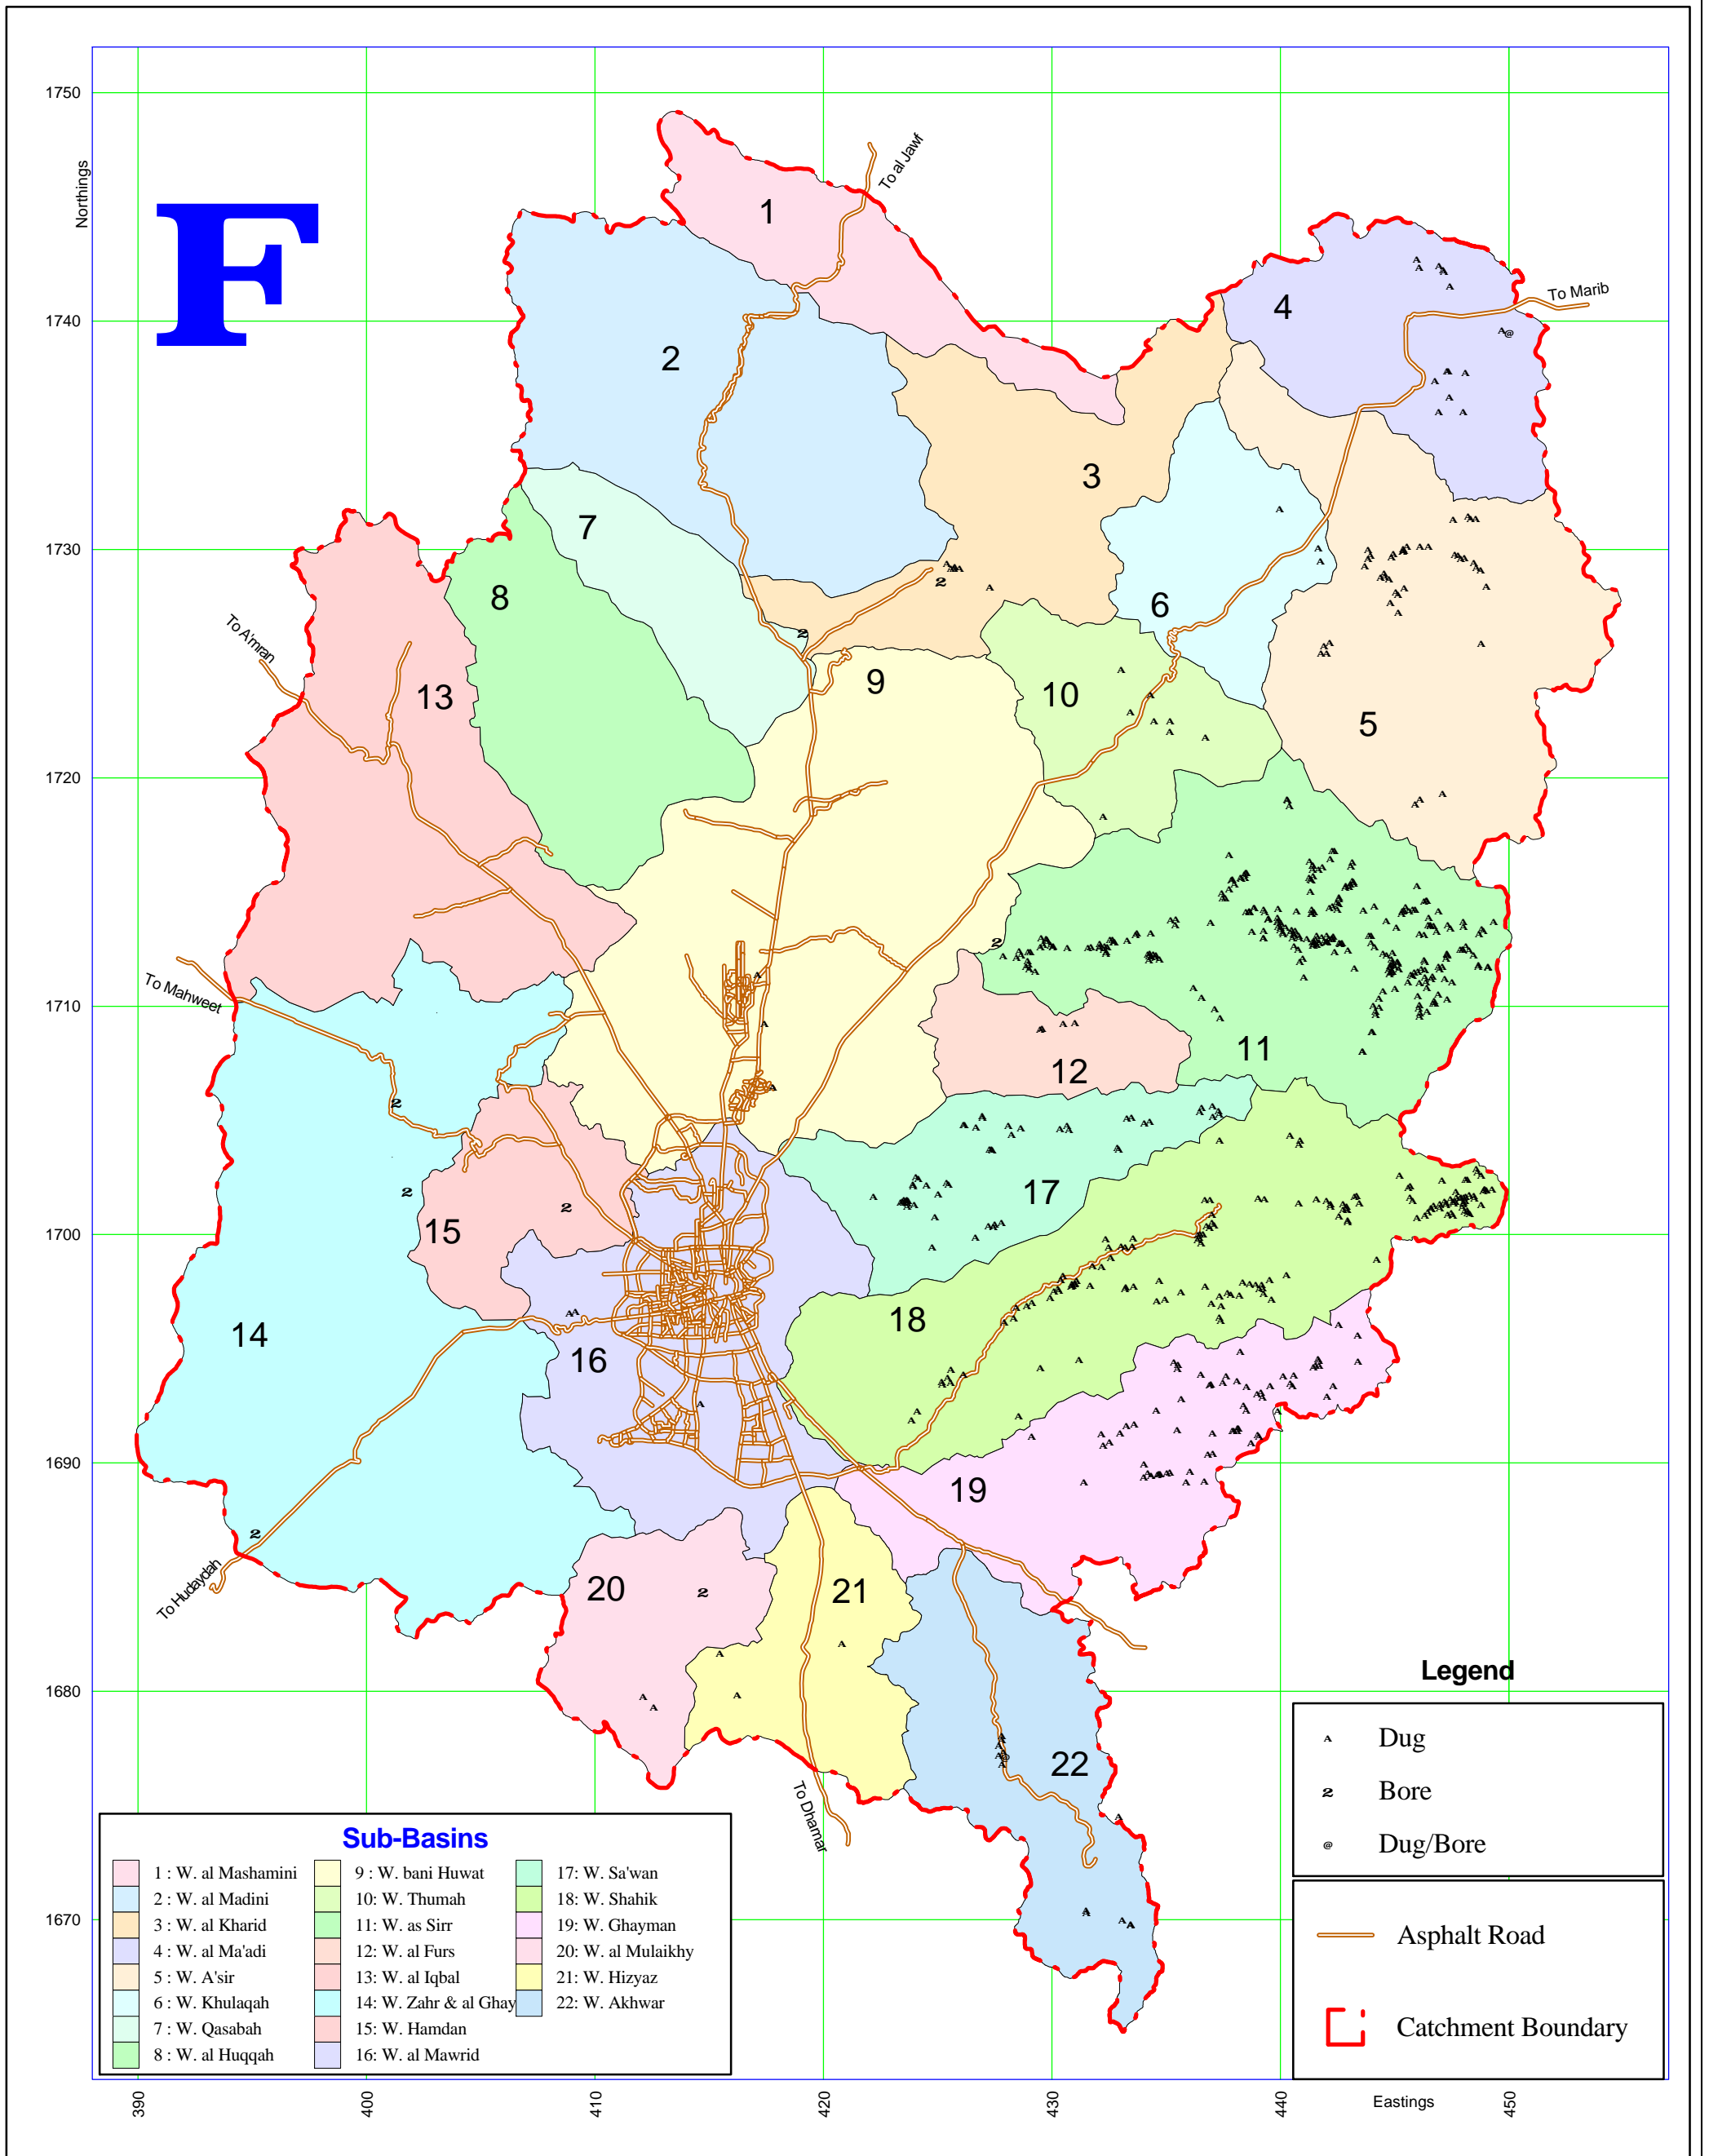 1750
Northings
F
To al Jawf
1
1740
4
To Marib
2
3
1730
7
8
6
To A'mran
9
13
10
5
1720
To Mahweet
1710
11
12
17
15
1700
18
14
16
1690
19
To Hudaydah
20
21
1680
22
To Dhamar
1670
Legend
A Dug
2 Bore
@ Dug/Bore
Asphalt Road
Catchment Boundary
Sub-Basins
1 : W. al Mashamini
2 : W. al Madini
3 : W. al Kharid
4 : W. al Ma'adi
5 : W. A'sir
6 : W. Khulaqah
7 : W. Qasabah
8 : W. al Huqqah
9 : W. bani Huwat
10: W. Thumah
11: W. as Sirr
12: W. al Furs
13: W. al Iqbal
14: W. Zahr & al Ghay
15: W. Hamdan
16: W. al Mawrid
17: W. Sa'wan
18: W. Shahik
19: W. Ghayman
20: W. al Mulaikhy
21: W. Hizyaz
22: W. Akhwar
390 400 410 420 430 440 450
Eastings